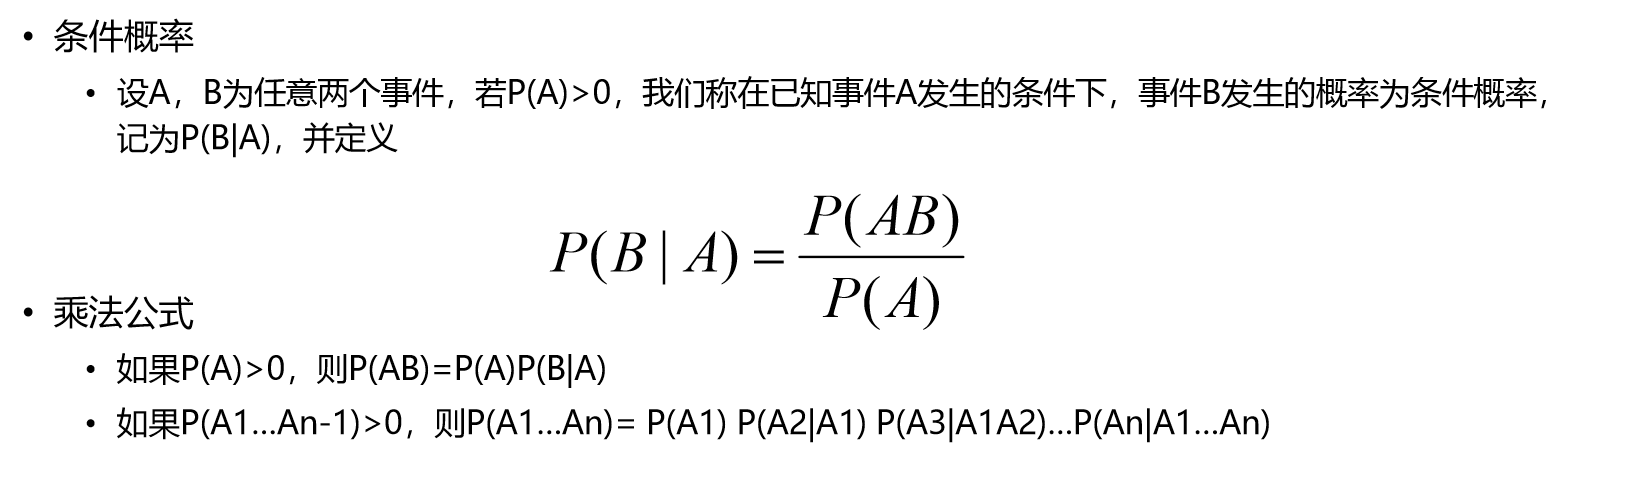 • 条件概率
• 设A，B为任意两个事件，若P(A)>0，我们称在已知事件A发生的条件下，事件B发生的概率为条件概率，
记为P(B|A)，并定义
P(B | A) = P(AB) / P(A)
• 乘法公式
• 如果P(A)>0，则P(AB)=P(A)P(B|A)
• 如果P(A1…An-1)>0，则P(A1…An)= P(A1) P(A2|A1) P(A3|A1A2)…P(An|A1…An)